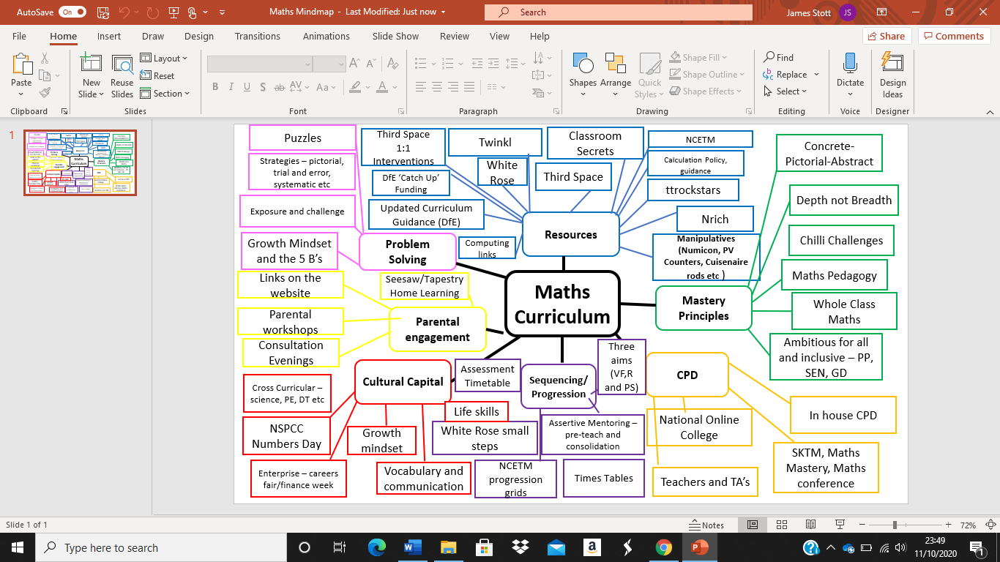 AutoSave On Maths Mindmap - Last Modified: Just now Search James Stott JS
File Home Insert Draw Design Transitions Animations Slide Show Review View Help Share Comments
Paste
New
Slide
Reuse
Slides
Layout
Reset
Section
Shapes
Arrange
Quick
Styles
Shape Fill
Shape Outline
Shape Effects
Find
Replace
Select
Dictate
Design
Ideas
Clipboard Slides Font Paragraph Drawing Editing Voice Designer
1
Puzzles
Strategies – pictorial,
trial and error,
systematic etc
Exposure and challenge
Growth Mindset
and the 5 B's
Problem
Solving
Third Space
1:1
Interventions
DfE 'Catch Up'
Funding
Updated Curriculum
Guidance (DfE)
Computing
links
Twinkl
White
Rose
Classroom
Secrets
Third Space
NCETM
Calculation Policy,
guidance
ttrockstars
Nrich
Manipulatives
(Numicon, PV
Counters, Cuisenaire
rods etc )
Resources
Concrete-
Pictorial-Abstract
Depth not Breadth
Chilli Challenges
Maths Pedagogy
Whole Class
Maths
Ambitious for all
and inclusive – PP,
SEN, GD
Mastery
Principles
Maths
Curriculum
Links on the
website
Parental
workshops
Consultation
Evenings
Seesaw/Tapestry
Home Learning
Parental
engagement
Cultural Capital
Cross Curricular –
science, PE, DT etc
NSPCC
Numbers Day
Enterprise – careers
fair/finance week
Growth
mindset
Vocabulary and
communication
Life skills
Assessment
Timetable
Sequencing/
Progression
Three
aims
(VF,R
and PS)
White Rose small
steps
Assertive Mentoring –
pre-teach and
consolidation
NCETM
progression
grids
Times Tables
CPD
National Online
College
Teachers and TA's
In house CPD
SKTM, Maths
Mastery, Maths
conference
Slide 1 of 1 Notes 72%
Type here to search
23:49
11/10/2020
1